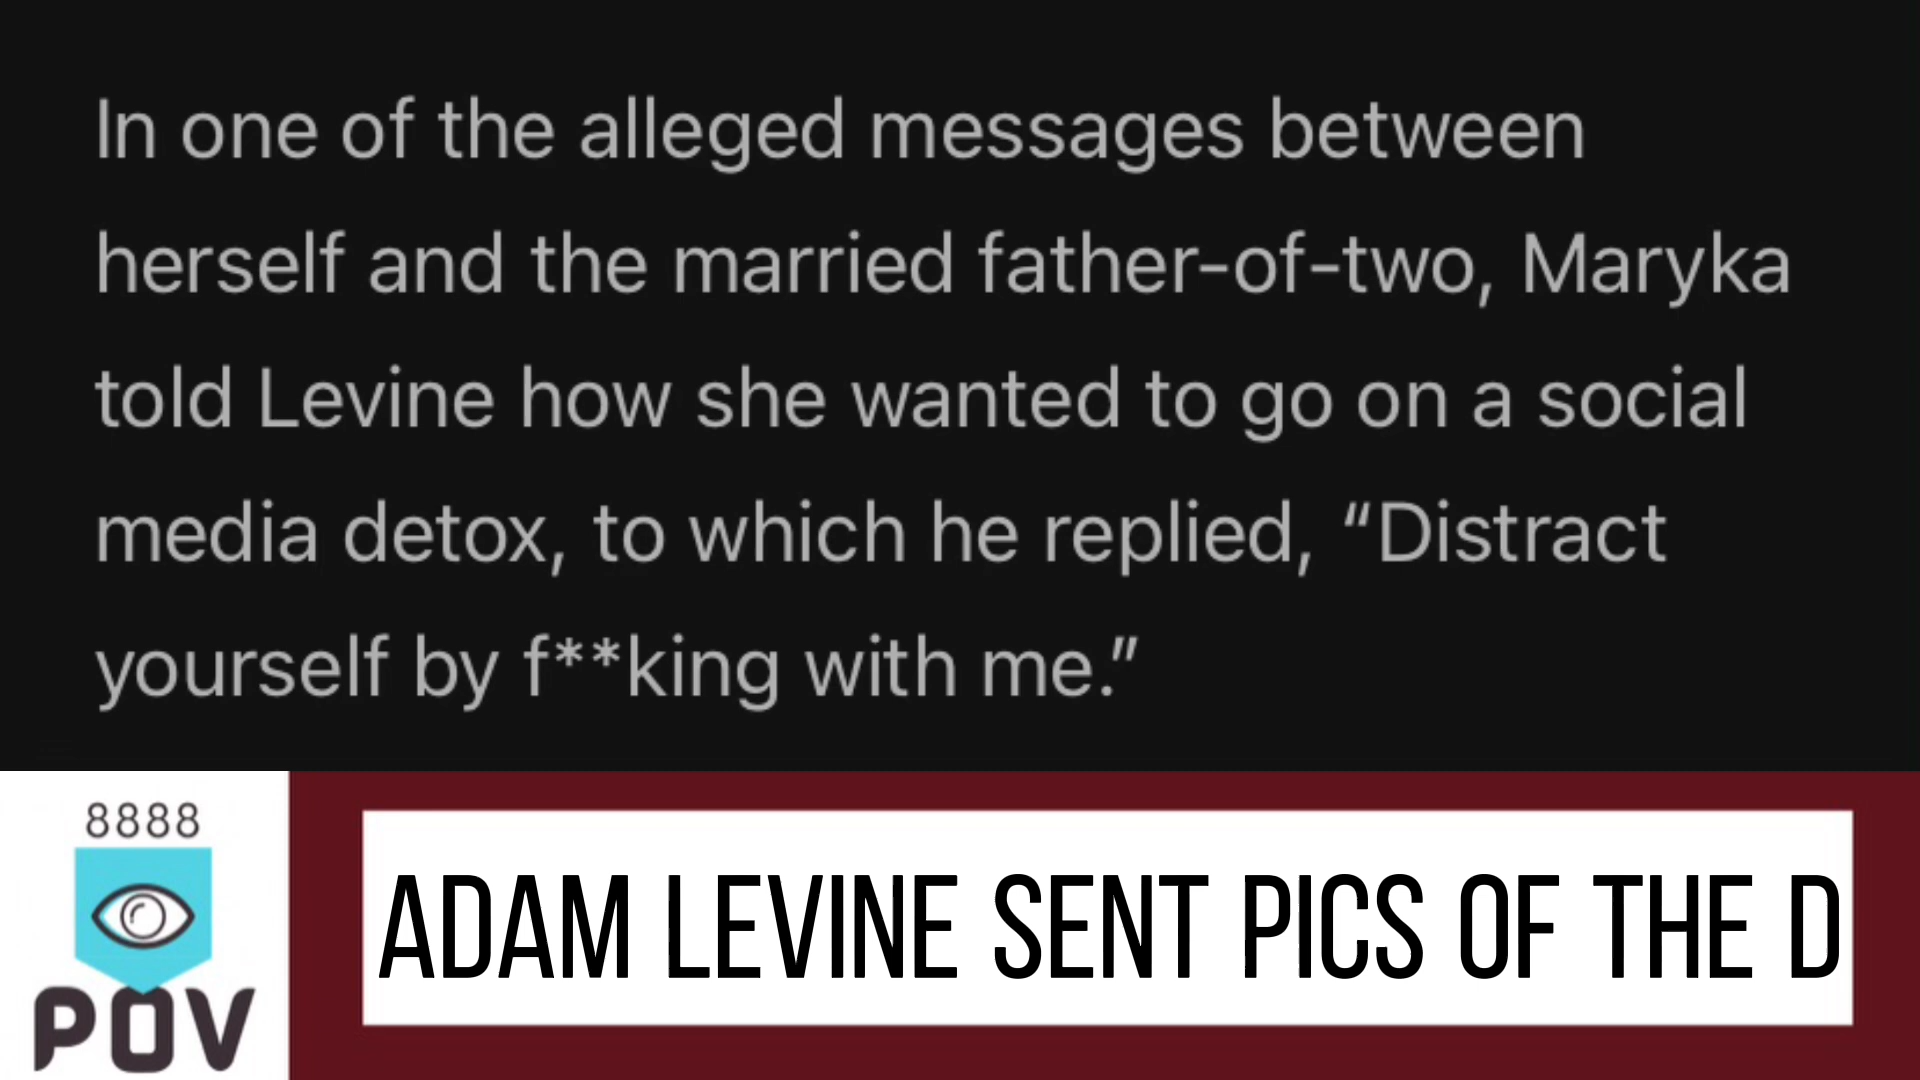 In one of the alleged messages between
herself and the married father-of-two, Maryka
told Levine how she wanted to go on a social
media detox, to which he replied, “Distract
yourself by f**king with me.”
8888
POV
ADAM LEVINE SENT PICS OF THE D